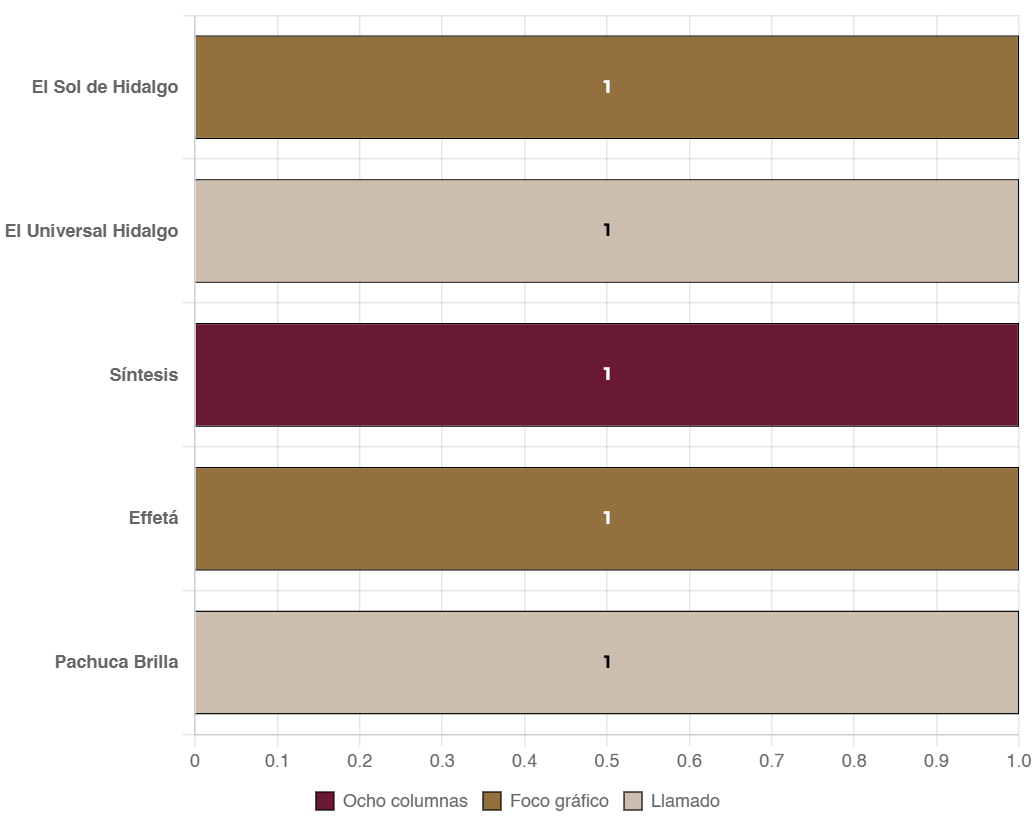 El Sol de Hidalgo
1
El Universal Hidalgo
1
Síntesis
1
Effetá
1
Pachuca Brilla
1
0 0.1 0.2 0.3 0.4 0.5 0.6 0.7 0.8 0.9 1.0
Ocho columnas Foco gráfico Llamado